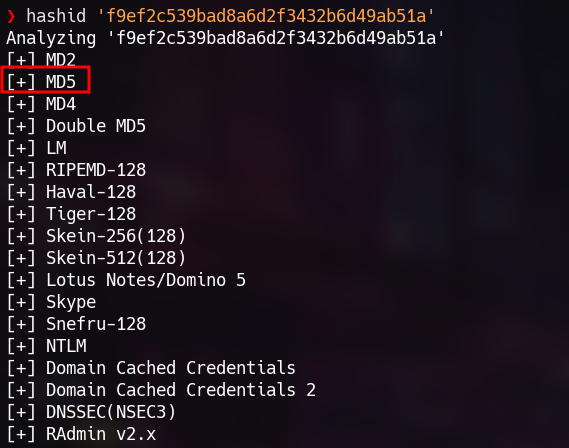 ❯ hashid 'f9ef2c539bad8a6d2f3432b6d49ab51a'
Analyzing 'f9ef2c539bad8a6d2f3432b6d49ab51a'
[+] MD2
[+] MD5
[+] MD4
[+] Double MD5
[+] LM
[+] RIPEMD-128
[+] Haval-128
[+] Tiger-128
[+] Skein-256(128)
[+] Skein-512(128)
[+] Lotus Notes/Domino 5
[+] Skype
[+] Snefru-128
[+] NTLM
[+] Domain Cached Credentials
[+] Domain Cached Credentials 2
[+] DNSSEC(NSEC3)
[+] RAdmin v2.x